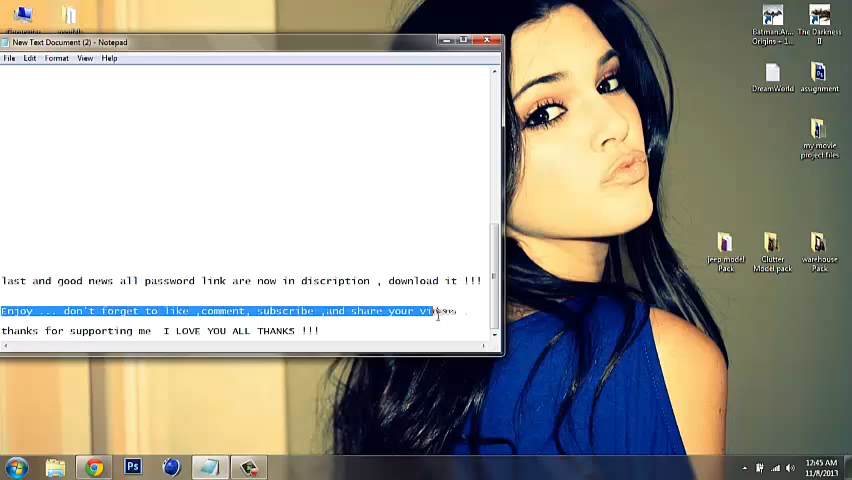 New Text Document (2) - Notepad
File Edit Format View Help
last and good news all password link are now in discription , download it !!!
Enjoy ... don't forget to like ,comment, subscribe ,and share your
thanks for supporting me I LOVE YOU ALL THANKS !!!
Batman.Ar...
Origins + 1...
The Darkness
II
DreamWorld
assignment
my movie
project files
jeep model
Pack
Clutter
Model pack
warehouse
Pack
Ps
12:45 AM
11/8/2013